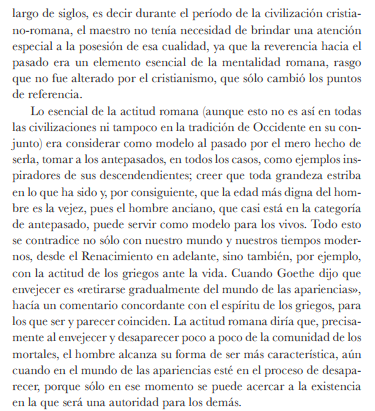 largo de siglos, es decir durante el período de la civilización cristia-
no-romana, el maestro no tenía necesidad de brindar una atención
especial a la posesión de esa cualidad, ya que la reverencia hacia el
pasado era un elemento esencial de la mentalidad romana, rasgo
que no fue alterado por el cristianismo, que sólo cambió los puntos
de referencia.
Lo esencial de la actitud romana (aunque esto no es así en todas
las civilizaciones ni tampoco en la tradición de Occidente en su con-
junto) era considerar como modelo al pasado por el mero hecho de
serla, tomar a los antepasados, en todos los casos, como ejemplos ins-
piradores de sus descendendientes; creer que toda grandeza estriba
en lo que ha sido y, por consiguiente, que la edad más digna del hom-
bre es la vejez, pues el hombre anciano, que casi está en la categoría
de antepasado, puede servir como modelo para los vivos. Todo esto
se contradice no sólo con nuestro mundo y nuestros tiempos moder-
nos, desde el Renacimiento en adelante, sino también, por ejemplo,
con la actitud de los griegos ante la vida. Cuando Goethe dijo que
envejecer es «retirarse gradualmente del mundo de las apariencias»,
hacía un comentario concordante con el espíritu de los griegos, para
los que ser y parecer coinciden. La actitud romana diría que, precisa-
mente al envejecer y desaparecer poco a poco de la comunidad de los
mortales, el hombre alcanza su forma de ser más característica, aún
cuando en el mundo de las apariencias esté en el proceso de desapa-
recer, porque sólo en ese momento se puede acercar a la existencia
en la que será una autoridad para los demás.